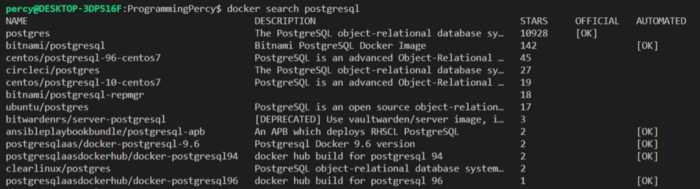 percy@DESKTOP-3DP516F:ProgrammingPercy$ docker search postgresql
NAME DESCRIPTION STARS OFFICIAL AUTOMATED
postgres The PostgreSQL object-relational database sy… 10928 [OK]
bitnami/postgresql Bitnami PostgreSQL Docker Image 142 [OK]
centos/postgresql-96-centos7 PostgreSQL is an advanced Object-Relational … 45
circleci/postgres The PostgreSQL object-relational database sy… 27
centos/postgresql-10-centos7 PostgreSQL is an advanced Object-Relational … 19
bitnami/postgresql-repmgr 18
ubuntu/postgres PostgreSQL is an open source object-relation… 17
bitwardenrs/server-postgresql [DEPRECATED] Use vaultwarden/server image, i… 3
ansibleplaybookbundle/postgresql-apb An APB which deploys RHSCL PostgreSQL 2 [OK]
postgresqlaas/docker-postgresql-9.6 Postgresql Docker 9.6 version 2 [OK]
postgresqlaasdockerhub/docker-postgresql94 docker hub build for postgresql 94 2 [OK]
clearlinux/postgres PostgreSQL object-relational database system… 2
postgresqlaasdockerhub/docker-postgresql96 docker hub build for postgresql 96 1 [OK]